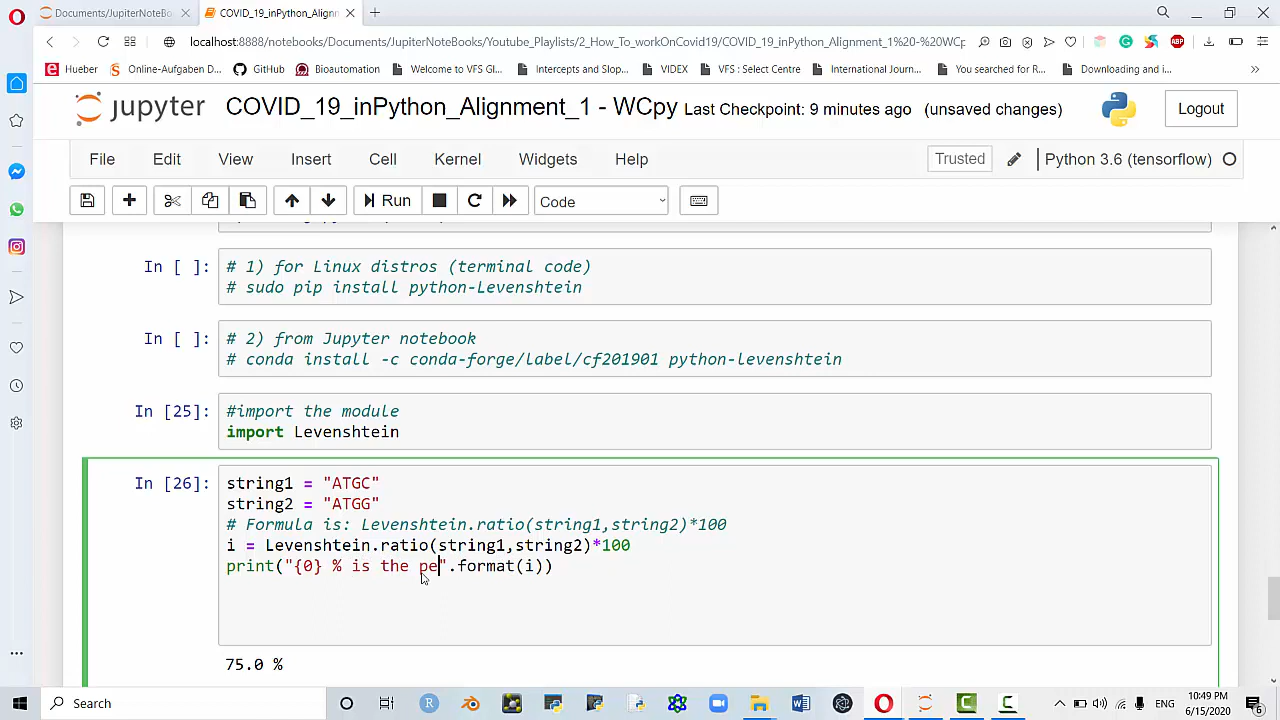 Documents/JupiterNoteBo
COVID_19_inPython_Alignm
localhost:8888/notebooks/Documents/JupiterNoteBooks/Youtube_Playlists/2_How_To_workOnCovid19/COVID_19_inPython_Alignment_1%20-%20WCp
ABP
Hueber
Online-Aufgaben D...
GitHub
Bioautomation
Welcome to VFS Gl...
Intercepts and Slop...
VIDEX
VFS : Select Centre
International Journ...
You searched for R...
Downloading and i...
jupyter COVID_19_inPython_Alignment_1 - WCpy Last Checkpoint: 9 minutes ago (unsaved changes) Logout
File Edit View Insert Cell Kernel Widgets Help Trusted Python 3.6 (tensorflow)
Run Code
In [ ]: # 1) for Linux distros (terminal code)
# sudo pip install python-Levenshtein
In [ ]: # 2) from Jupyter notebook
# conda install -c conda-forge/label/cf201901 python-levenshtein
In [25]: #import the module
import Levenshtein
In [26]: string1 = "ATGC"
string2 = "ATGG"
# Formula is: Levenshtein.ratio(string1,string2)*100
i = Levenshtein.ratio(string1,string2)*100
print("{0} % is the pe".format(i))
75.0 %
Search
ENG
10:49 PM
6/15/2020
6